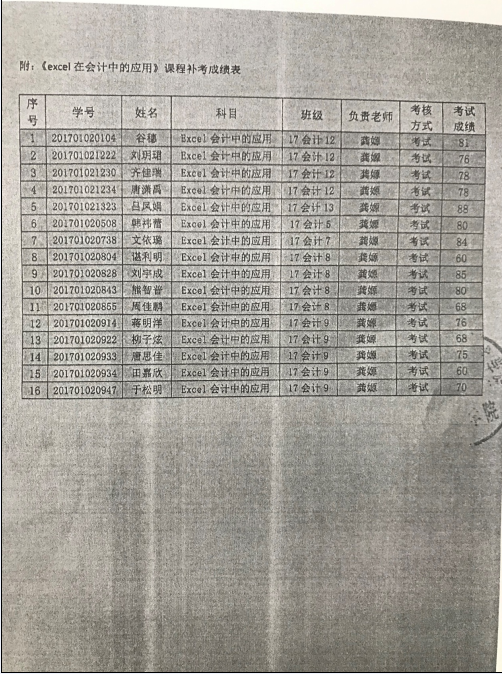 附：《excel 在会计中的应用》课程补考成绩表
序号 学号 姓名 科目 班级 负责老师 考核方式 考试成绩
1 201701020104 谷穗 Excel 会计中的应用 17 会计 12 龚娜 考试 81
2 201701021222 刘玥珺 Excel 会计中的应用 17 会计 12 龚娜 考试 76
3 201701021230 齐佳瑞 Excel 会计中的应用 17 会计 12 龚娜 考试 78
4 201701021234 唐潇禹 Excel 会计中的应用 17 会计 12 龚娜 考试 78
5 201701021323 吕凤娟 Excel 会计中的应用 17 会计 13 龚娜 考试 88
6 201701020508 韩祎蕾 Excel 会计中的应用 17 会计 5 龚娜 考试 80
7 201701020738 文依璐 Excel 会计中的应用 17 会计 7 龚娜 考试 84
8 201701020804 谌利明 Excel 会计中的应用 17 会计 8 龚娜 考试 60
9 201701020828 刘宇成 Excel 会计中的应用 17 会计 8 龚娜 考试 85
10 201701020843 熊智普 Excel 会计中的应用 17 会计 8 龚娜 考试 80
11 201701020855 周佳麟 Excel 会计中的应用 17 会计 8 龚娜 考试 68
12 201701020914 蒋明洋 Excel 会计中的应用 17 会计 9 龚娜 考试 76
13 201701020922 柳子炫 Excel 会计中的应用 17 会计 9 龚娜 考试 68
14 201701020933 唐思佳 Excel 会计中的应用 17 会计 9 龚娜 考试 75
15 201701020934 田嘉欣 Excel 会计中的应用 17 会计 9 龚娜 考试 60
16 201701020947 于松明 Excel 会计中的应用 17 会计 9 龚娜 考试 70
院